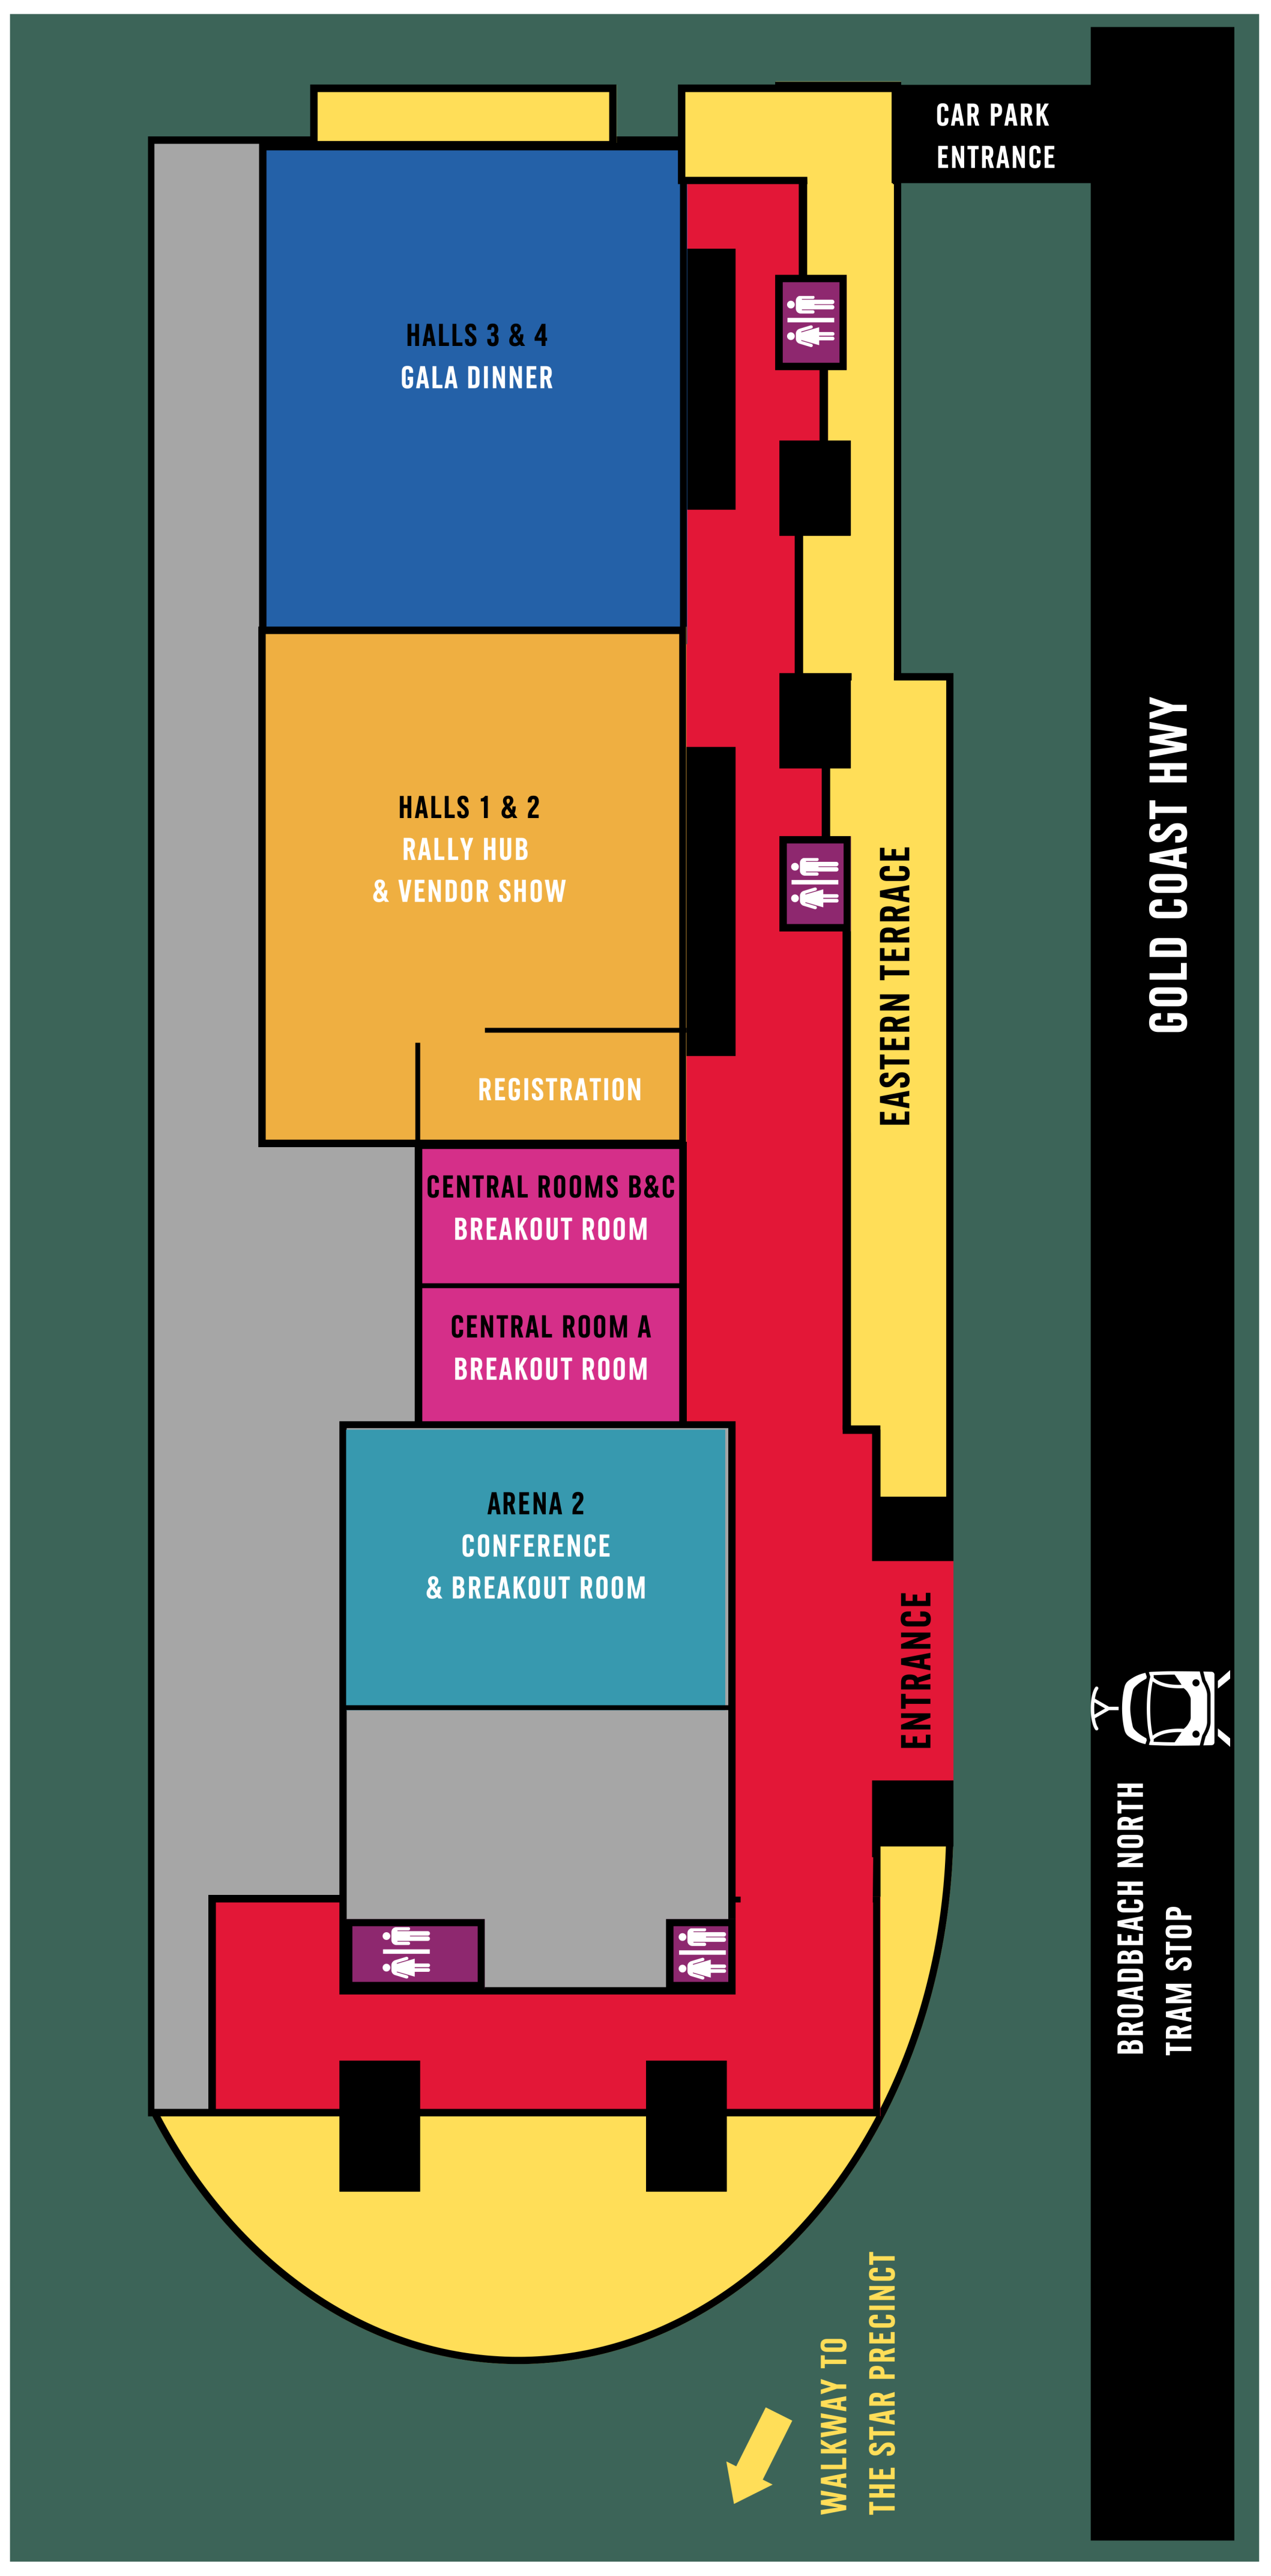 CAR PARK
ENTRANCE
HALLS 3 & 4
GALA DINNER
HALLS 1 & 2
RALLY HUB
& VENDOR SHOW
REGISTRATION
EASTERN TERRACE
GOLD COAST HWY
CENTRAL ROOMS B&C
BREAKOUT ROOM
CENTRAL ROOM A
BREAKOUT ROOM
ARENA 2
CONFERENCE
& BREAKOUT ROOM
ENTRANCE
BROADBEACH NORTH
TRAM STOP
WALKWAY TO
THE STAR PRECINCT